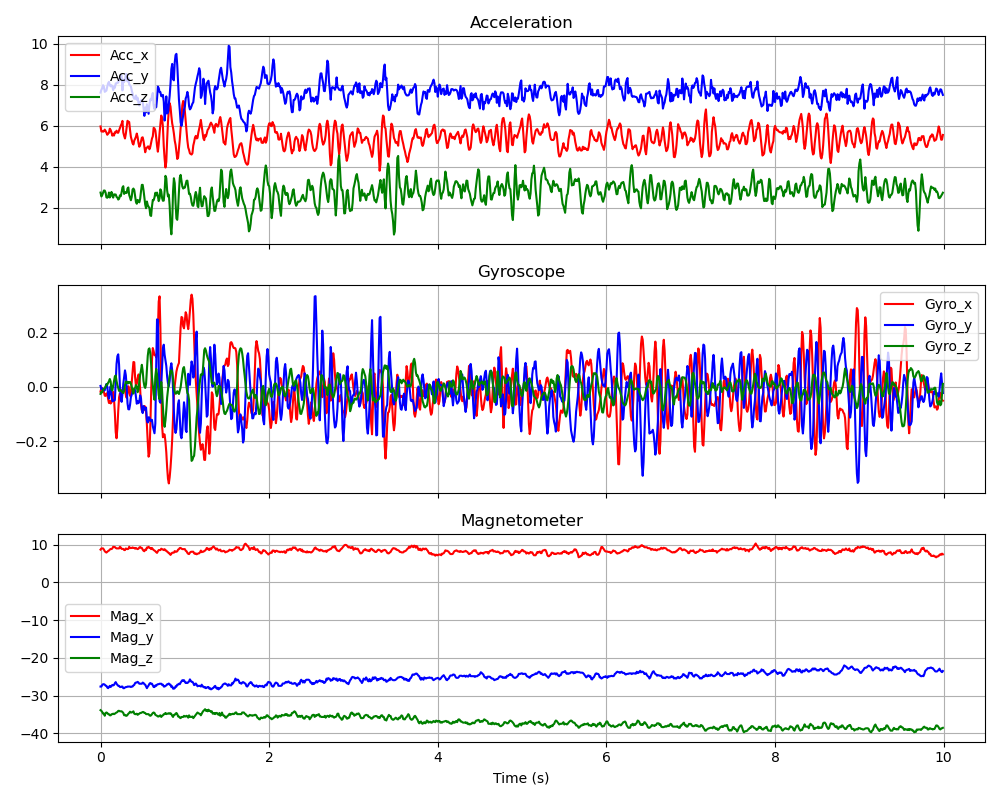 Acceleration
10
8
6
4
2
Acc_x
Acc_y
Acc_z
Gyroscope
0.2
0.0
−0.2
Gyro_x
Gyro_y
Gyro_z
Magnetometer
10
0
−10
−20
−30
−40
Mag_x
Mag_y
Mag_z
0 2 4 6 8 10
Time (s)